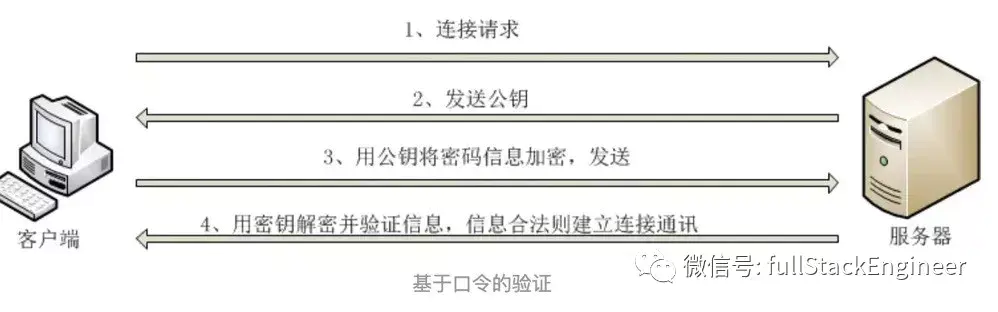 1、连接请求
2、发送公钥
3、用公钥将密码信息加密，发送
4、用密钥解密并验证信息，信息合法则建立连接通讯
客户端
服务器
微信号: fullStackEngineer
基于口令的验证